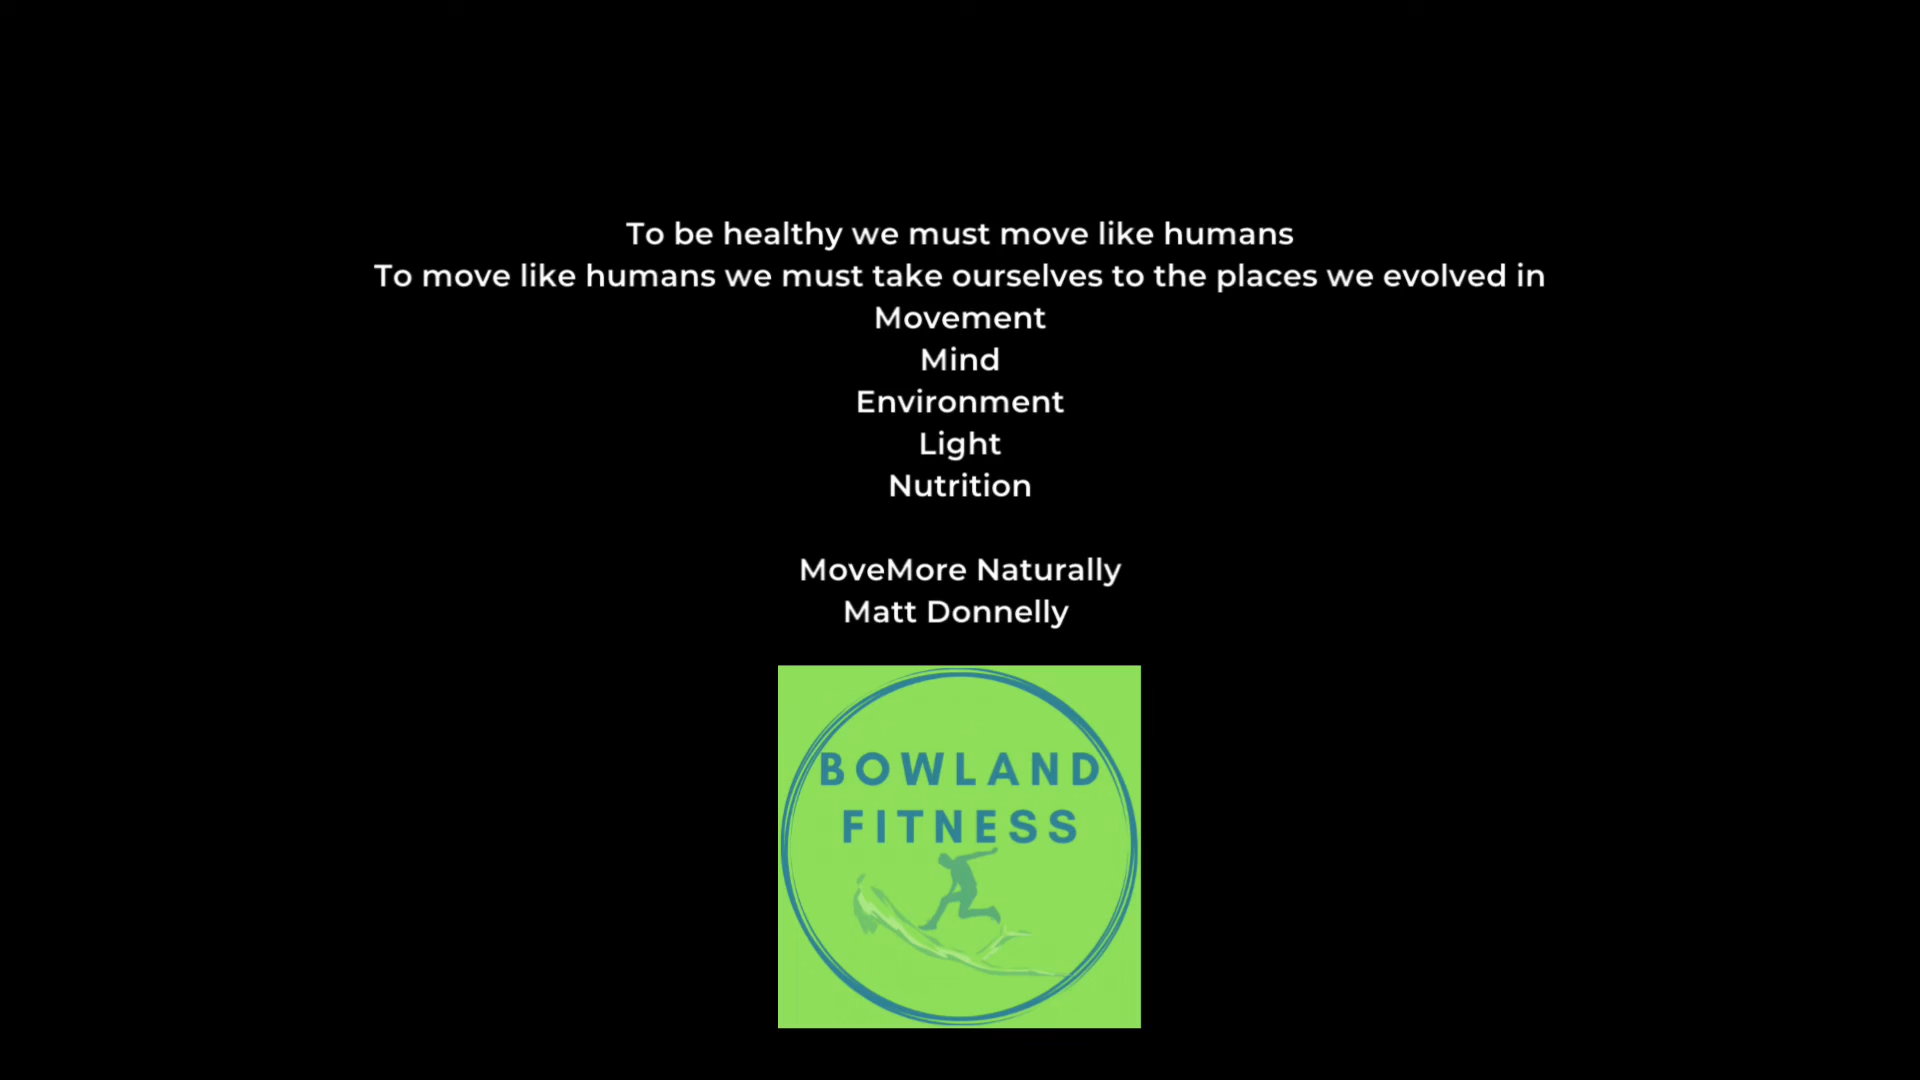 To be healthy we must move like humans
To move like humans we must take ourselves to the places we evolved in
Movement
Mind
Environment
Light
Nutrition
MoveMore Naturally
Matt Donnelly
BOWLAND
FITNESS